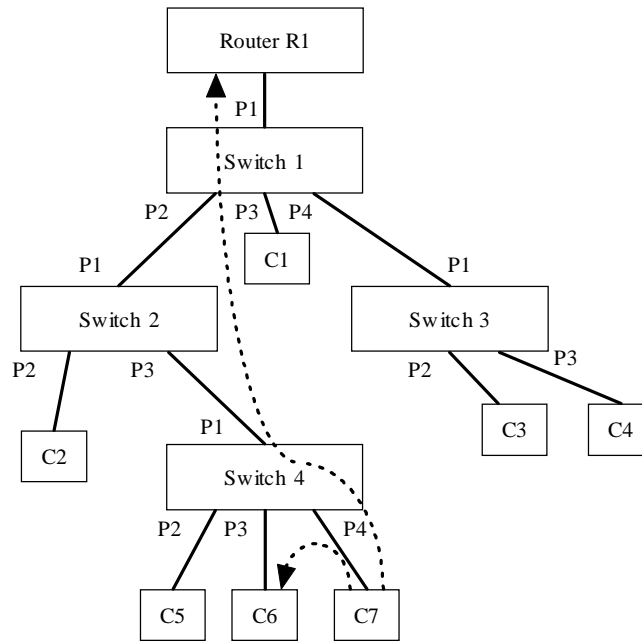 Router R1
P1
Switch 1
P2 P3 P4
C1
P1 P1
Switch 2 Switch 3
P2 P3 P2 P3
C2 P1 C3 C4
Switch 4
P2 P3 P4
C5 C6 C7